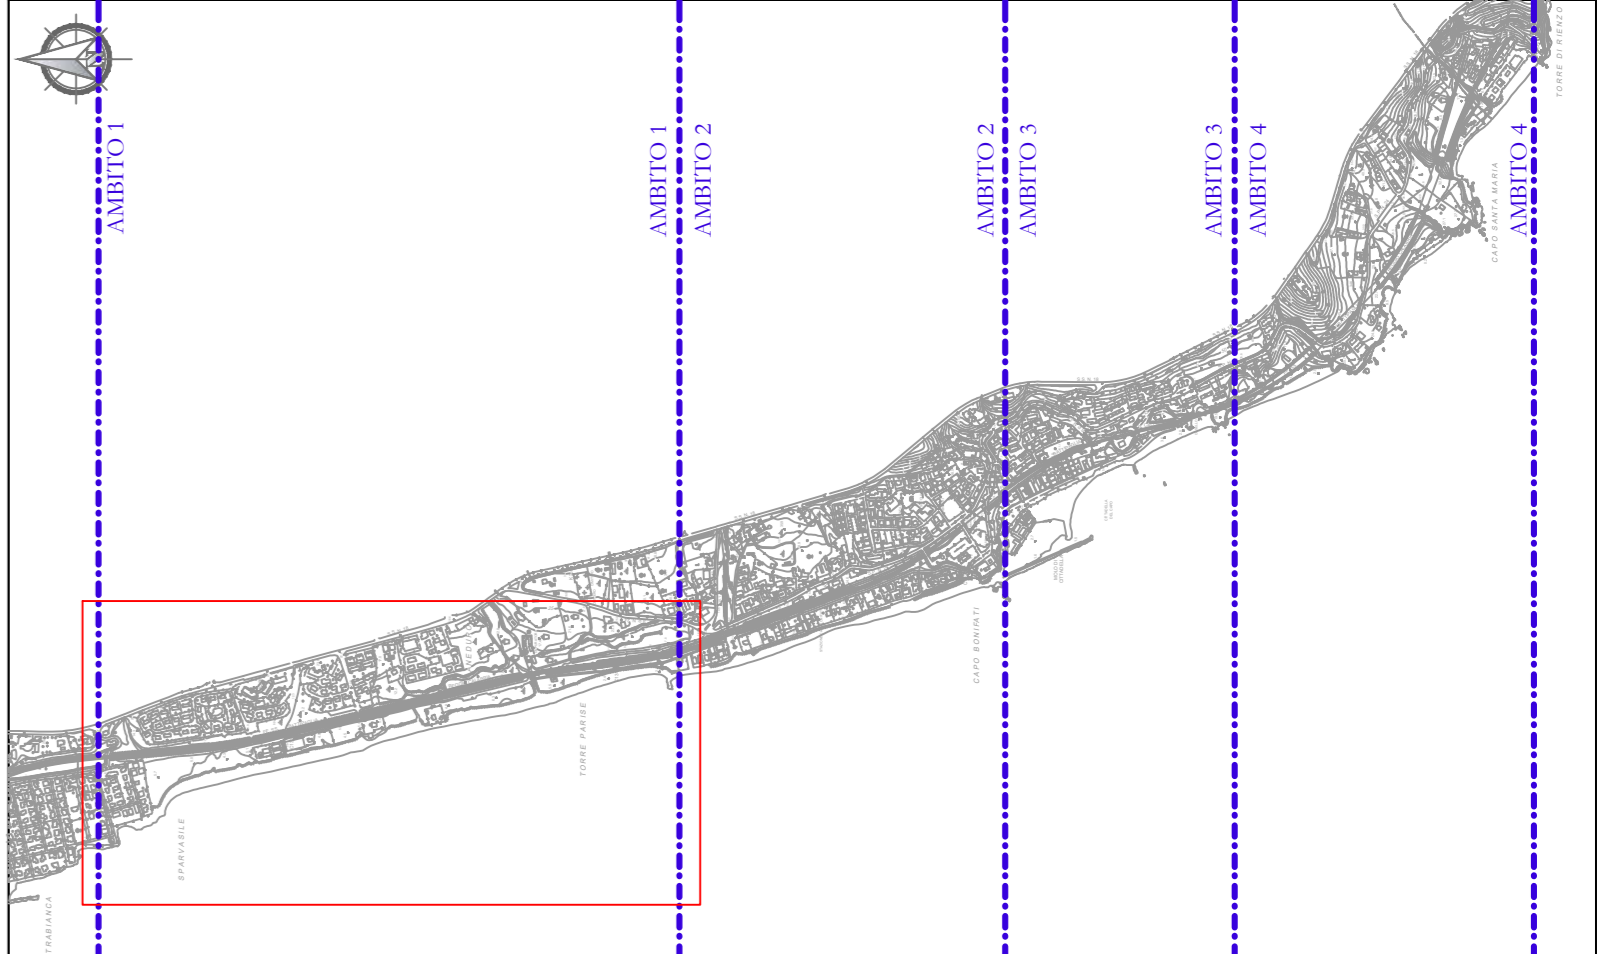 AMBITO 1
AMBITO 1
AMBITO 2
AMBITO 2
AMBITO 3
AMBITO 3
AMBITO 4
AMBITO 4
TORRE DI RIENZO
CAPO SANTA MARIA
CAPO BONIFATI
TORRE PARISE
SPARVASILE
TRABIANCA